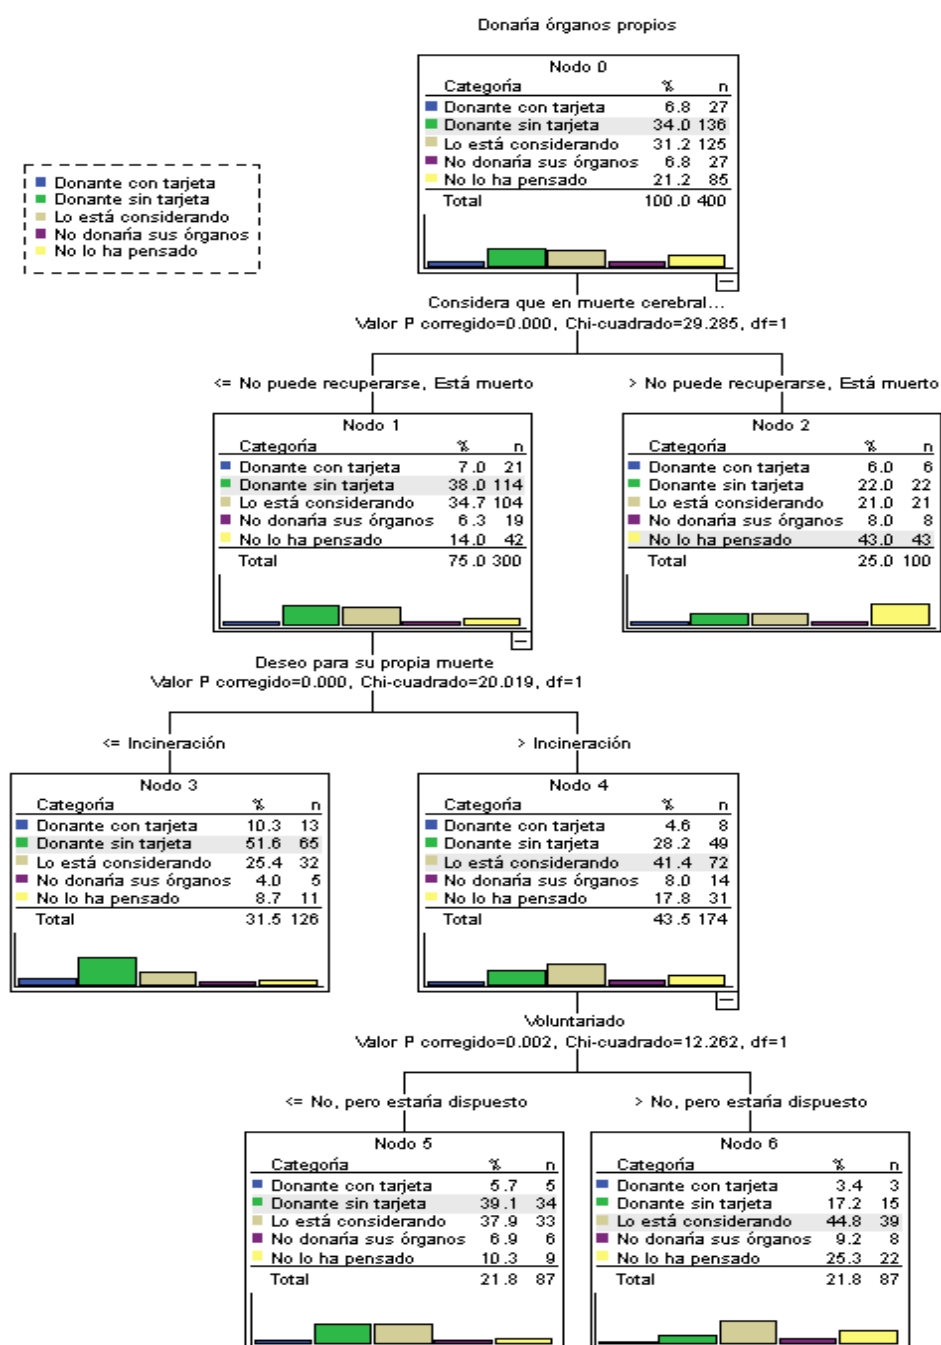 Donaría órganos propios
Nodo 0
Categoría % n
Donante con tarjeta 6.8 27
Donante sin tarjeta 34.0 136
Lo está considerando 31.2 125
No donaría sus órganos 6.8 27
No lo ha pensado 21.2 85
Total 100.0 400
Donante con tarjeta
Donante sin tarjeta
Lo está considerando
No donaría sus órganos
No lo ha pensado
Considera que en muerte cerebral...
Valor P corregido=0.000, Chi-cuadrado=29.285, df=1
<= No puede recuperarse, Está muerto
> No puede recuperarse, Está muerto
Nodo 1
Categoría % n
Donante con tarjeta 7.0 21
Donante sin tarjeta 38.0 114
Lo está considerando 34.7 104
No donaría sus órganos 6.3 19
No lo ha pensado 14.0 42
Total 75.0 300
Nodo 2
Categoría % n
Donante con tarjeta 6.0 6
Donante sin tarjeta 22.0 22
Lo está considerando 21.0 21
No donaría sus órganos 8.0 8
No lo ha pensado 43.0 43
Total 25.0 100
Deseo para su propia muerte
Valor P corregido=0.000, Chi-cuadrado=20.019, df=1
<= Incineración
> Incineración
Nodo 3
Categoría % n
Donante con tarjeta 10.3 13
Donante sin tarjeta 51.6 65
Lo está considerando 25.4 32
No donaría sus órganos 4.0 5
No lo ha pensado 8.7 11
Total 31.5 126
Nodo 4
Categoría % n
Donante con tarjeta 4.6 8
Donante sin tarjeta 28.2 49
Lo está considerando 41.4 72
No donaría sus órganos 8.0 14
No lo ha pensado 17.8 31
Total 43.5 174
Voluntariado
Valor P corregido=0.002, Chi-cuadrado=12.262, df=1
<= No, pero estaría dispuesto
> No, pero estaría dispuesto
Nodo 5
Categoría % n
Donante con tarjeta 5.7 5
Donante sin tarjeta 39.1 34
Lo está considerando 37.9 33
No donaría sus órganos 6.9 6
No lo ha pensado 10.3 9
Total 21.8 87
Nodo 6
Categoría % n
Donante con tarjeta 3.4 3
Donante sin tarjeta 17.2 15
Lo está considerando 44.8 39
No donaría sus órganos 9.2 8
No lo ha pensado 25.3 22
Total 21.8 87